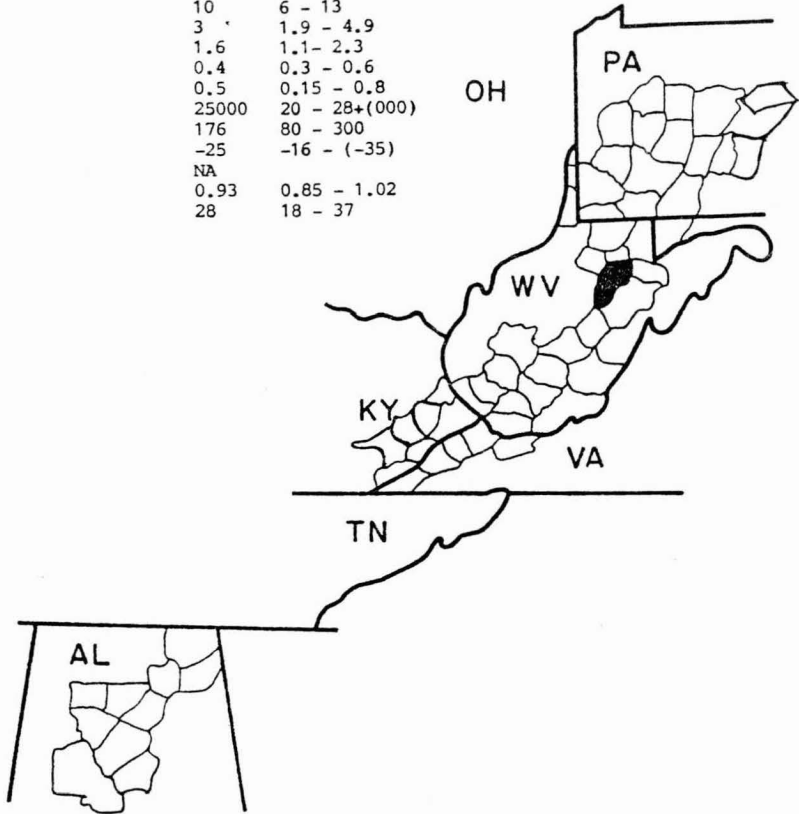 10 6 - 13
3 1.9 - 4.9
1.6 1.1- 2.3
0.4 0.3 - 0.6
0.5 0.15 - 0.8
25000 20 - 28+(000)
176 80 - 300
-25 -16 - (-35)
NA
0.93 0.85 - 1.02
28 18 - 37
OH
PA
WV
KY
VA
TN
AL